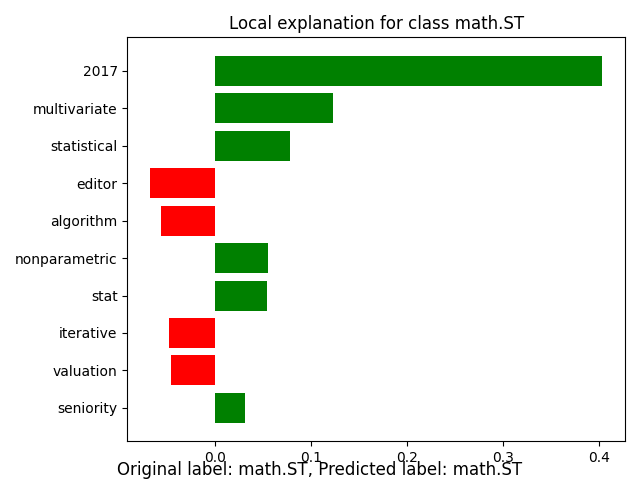 Local explanation for class math.ST
2017
multivariate
statistical
editor
algorithm
nonparametric
stat
iterative
valuation
seniority
0.0 0.1 0.2 0.3 0.4
Original label: math.ST, Predicted label: math.ST